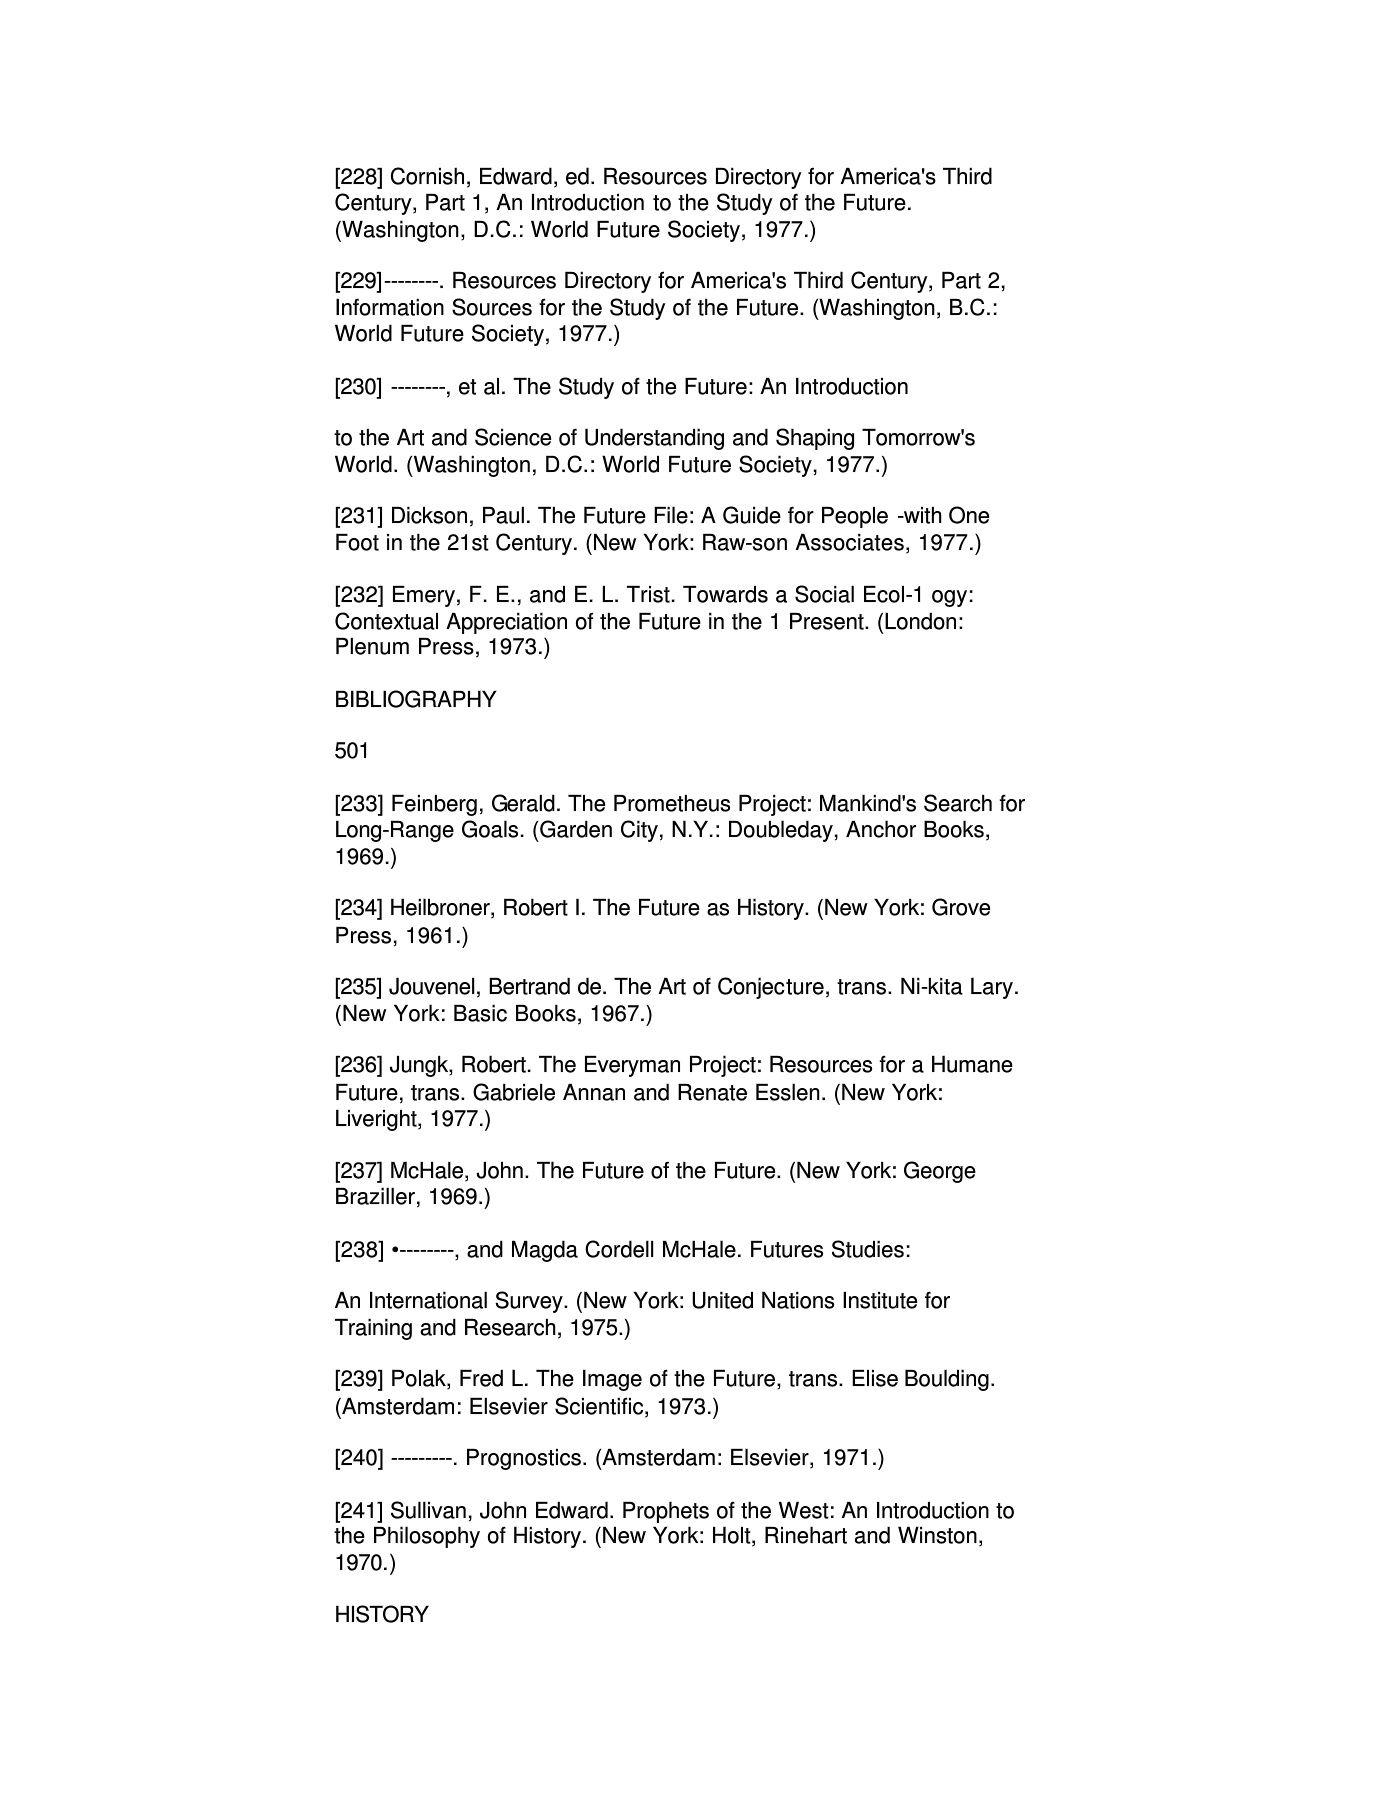 [228] Cornish, Edward, ed. Resources Directory for America's Third
Century, Part 1, An Introduction to the Study of the Future.
(Washington, D.C.: World Future Society, 1977.)
[229]--------. Resources Directory for America's Third Century, Part 2,
Information Sources for the Study of the Future. (Washington, B.C.:
World Future Society, 1977.)
[230] --------, et al. The Study of the Future: An Introduction
to the Art and Science of Understanding and Shaping Tomorrow's
World. (Washington, D.C.: World Future Society, 1977.)
[231] Dickson, Paul. The Future File: A Guide for People -with One
Foot in the 21st Century. (New York: Raw-son Associates, 1977.)
[232] Emery, F. E., and E. L. Trist. Towards a Social Ecol-1 ogy:
Contextual Appreciation of the Future in the 1 Present. (London:
Plenum Press, 1973.)
BIBLIOGRAPHY
501
[233] Feinberg, Gerald. The Prometheus Project: Mankind's Search for
Long-Range Goals. (Garden City, N.Y.: Doubleday, Anchor Books,
1969.)
[234] Heilbroner, Robert I. The Future as History. (New York: Grove
Press, 1961.)
[235] Jouvenel, Bertrand de. The Art of Conjecture, trans. Ni-kita Lary.
(New York: Basic Books, 1967.)
[236] Jungk, Robert. The Everyman Project: Resources for a Humane
Future, trans. Gabriele Annan and Renate Esslen. (New York:
Liveright, 1977.)
[237] McHale, John. The Future of the Future. (New York: George
Braziller, 1969.)
[238] •--------, and Magda Cordell McHale. Futures Studies:
An International Survey. (New York: United Nations Institute for
Training and Research, 1975.)
[239] Polak, Fred L. The Image of the Future, trans. Elise Boulding.
(Amsterdam: Elsevier Scientific, 1973.)
[240] ---------. Prognostics. (Amsterdam: Elsevier, 1971.)
[241] Sullivan, John Edward. Prophets of the West: An Introduction to
the Philosophy of History. (New York: Holt, Rinehart and Winston,
1970.)
HISTORY